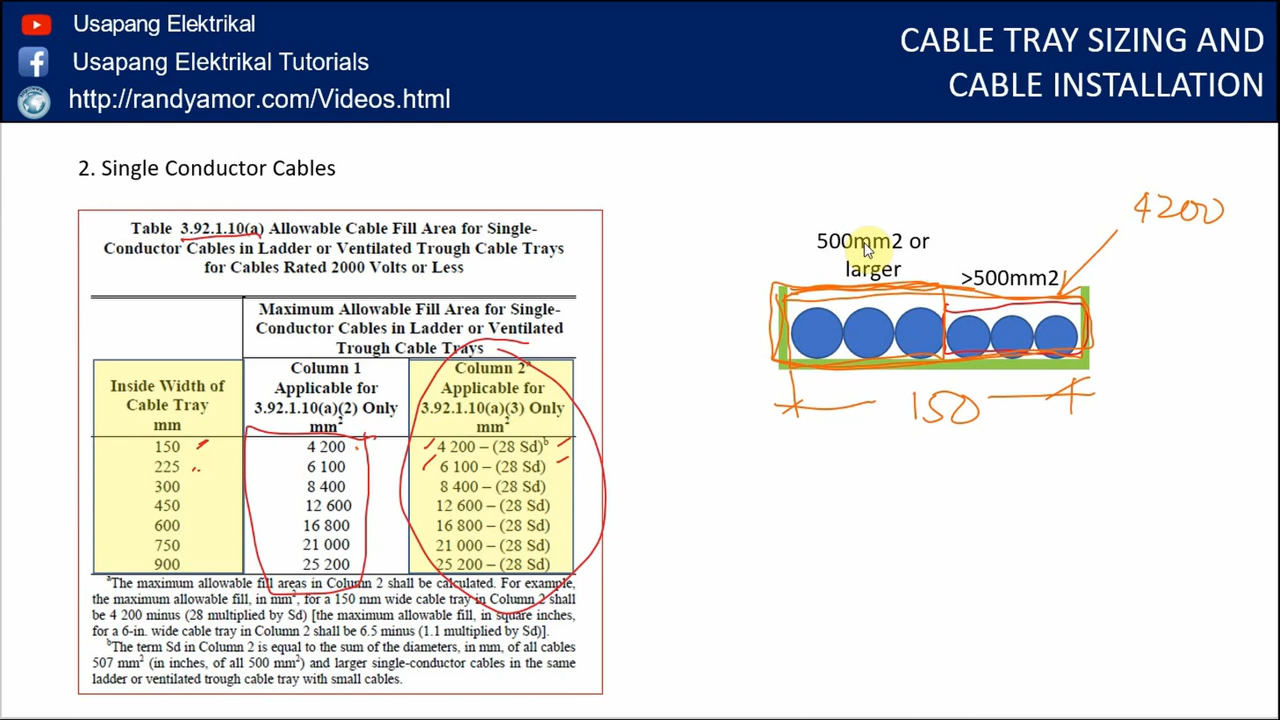 Usapang Elektrikal
Usapang Elektrikal Tutorials
http://randyamor.com/Videos.html
CABLE TRAY SIZING AND
CABLE INSTALLATION
2. Single Conductor Cables
Table 3.92.1.10(a) Allowable Cable Fill Area for Single-
Conductor Cables in Ladder or Ventilated Trough Cable Trays
for Cables Rated 2000 Volts or Less
Maximum Allowable Fill Area for Single-
Conductor Cables in Ladder or Ventilated
Trough Cable Trays
Inside Width of
Cable Tray
mm
Column 1
Applicable for
3.92.1.10(a)(2) Only
mm²
Column 2ª
Applicable for
3.92.1.10(a)(3) Only
mm²
150 4 200 4 200 – (28 Sd)ᵇ
225 6 100 6 100 – (28 Sd)
300 8 400 8 400 – (28 Sd)
450 12 600 12 600 – (28 Sd)
600 16 800 16 800 – (28 Sd)
750 21 000 21 000 – (28 Sd)
900 25 200 25 200 – (28 Sd)
ªThe maximum allowable fill areas in Column 2 shall be calculated. For example,
the maximum allowable fill, in mm², for a 150 mm wide cable tray in Column 2 shall
be 4 200 minus (28 multiplied by Sd) [the maximum allowable fill, in square inches,
for a 6-in. wide cable tray in Column 2 shall be 6.5 minus (1.1 multiplied by Sd)].
ᵇThe term Sd in Column 2 is equal to the sum of the diameters, in mm, of all cables
507 mm² (in inches, of all 500 mm²) and larger single-conductor cables in the same
ladder or ventilated trough cable tray with small cables.
4200
500mm2 or
larger
>500mm2
150